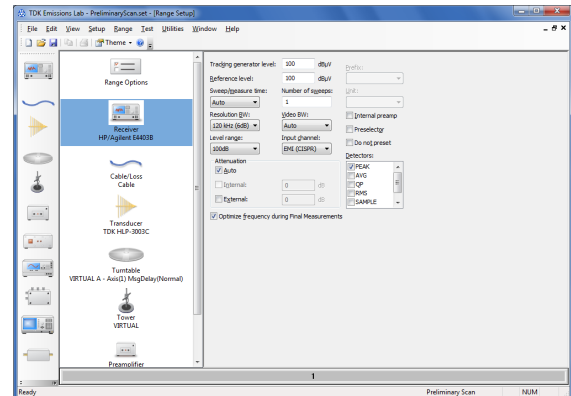 TDK Emissions Lab - PreliminaryScan.set - [Range Setup]
File Edit View Setup Range Test Utilities Window Help
Theme
Range Options
Receiver
HP/Agilent E4403B
Cable/Loss
Cable
Transducer
TDK HLP-3003C
Turntable
VIRTUAL A - Axis(1) MsgDelay(Normal)
Tower
VIRTUAL
Preamplifier
Tracking generator level: 100 dBµV
Reference level: 100 dBµV
Sweep/measure time: Number of sweeps:
Auto 1
Resolution BW: Video BW:
120 kHz (6dB) Auto
Level range: Input channel:
100dB EMI (CISPR)
Attenuation
Auto
Internal: 0 dB
External: 0 dB
Optimize frequency during Final Measurements
Prefix:
Unit:
Internal preamp
Preselector
Do not preset
Detectors:
PEAK
AVG
QP
RMS
SAMPLE
1
Ready Preliminary Scan NUM